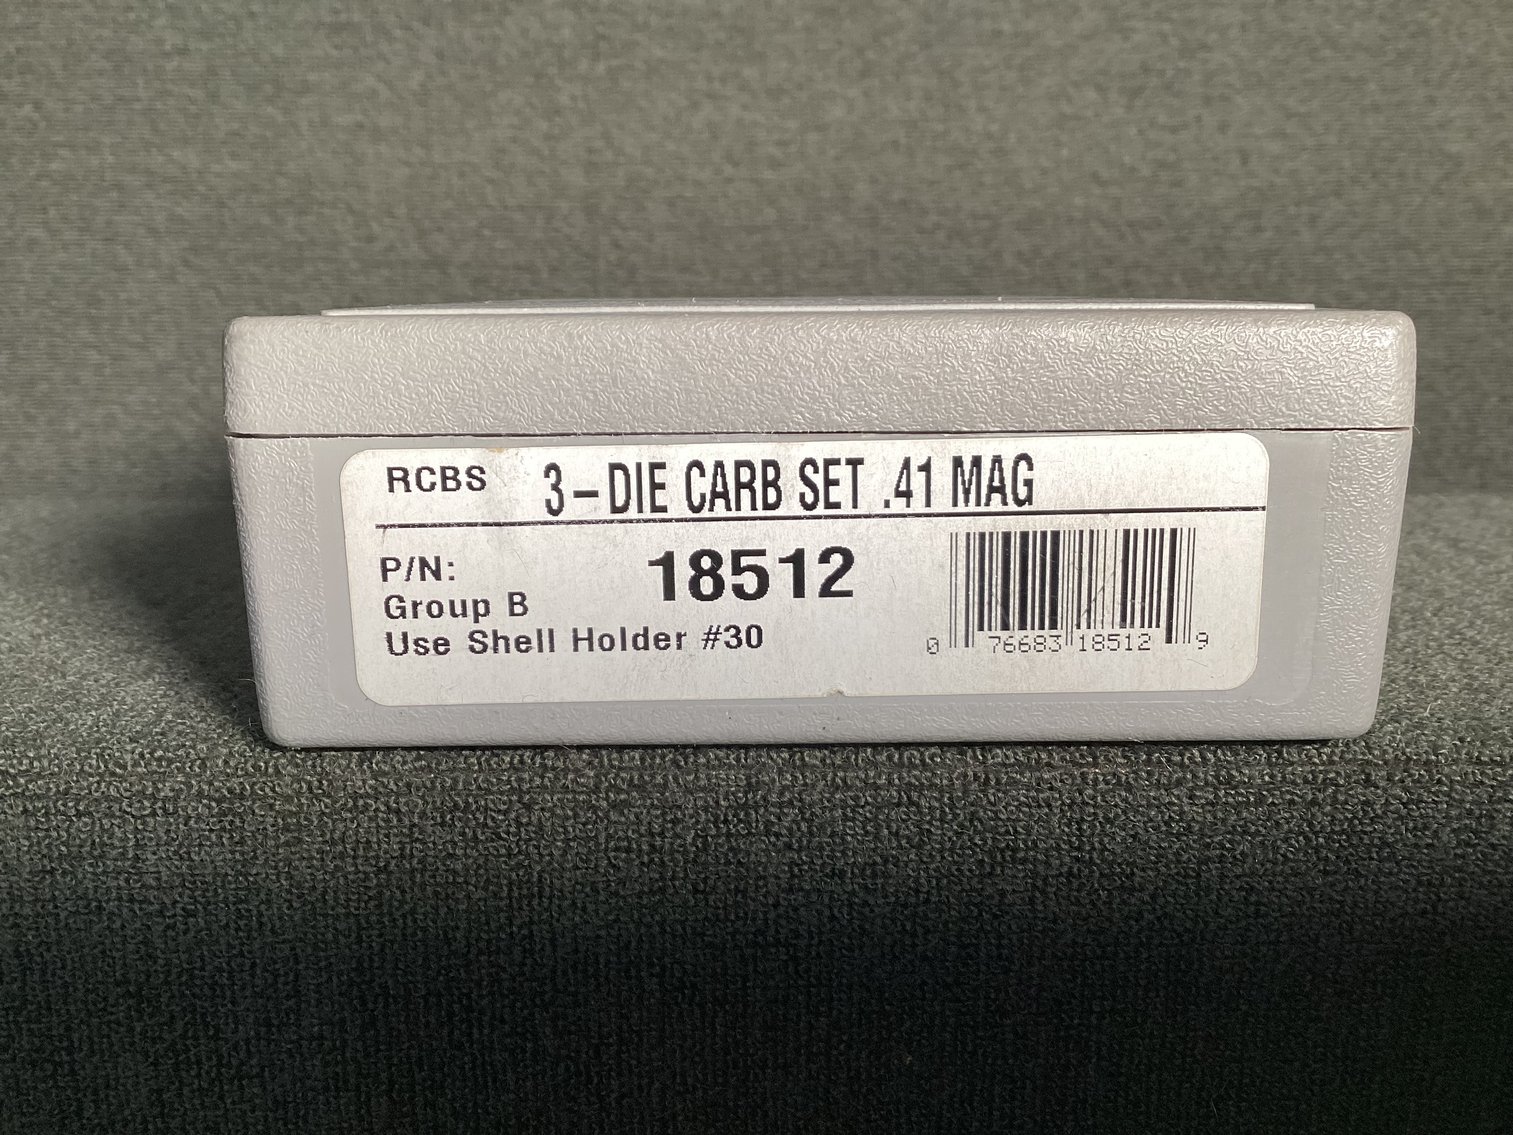 RCBS 3-DIE CARB SET .41 MAG
P/N: 18512
Group B
Use Shell Holder #30
0 76683 18512 9